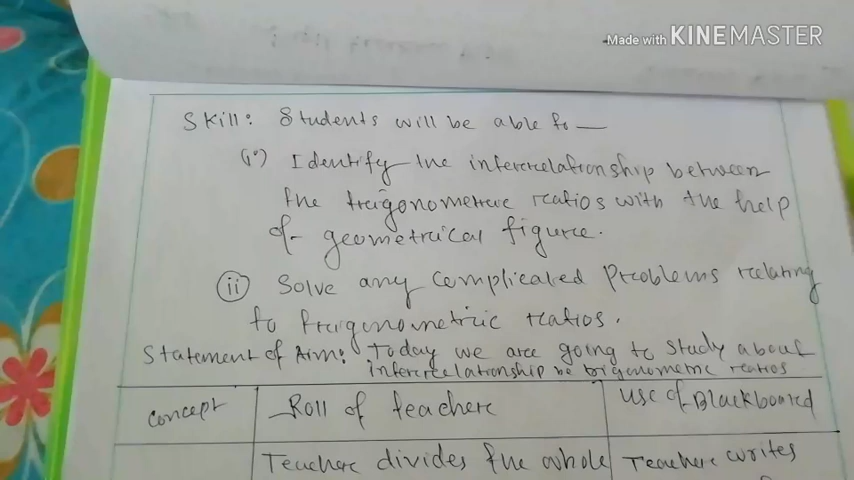 Made with KINEMASTER
Skill: Students will be able to —
(i) Identify the interrelationship between
the trigonometric ratios with the help
of geometrical figure.
(ii) Solve any complicated Problems relating
to trigonometric ratios.
Statement of Aim: Today we are going to study about
interrelationship be trigonometric ratios
Concept Roll of teacher Use of Blackboard
Teacher divides the whole Teacher writes